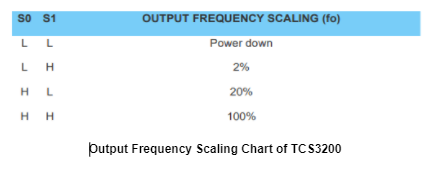 S0 S1 OUTPUT FREQUENCY SCALING (fo)
L L Power down
L H 2%
H L 20%
H H 100%
Output Frequency Scaling Chart of TCS3200